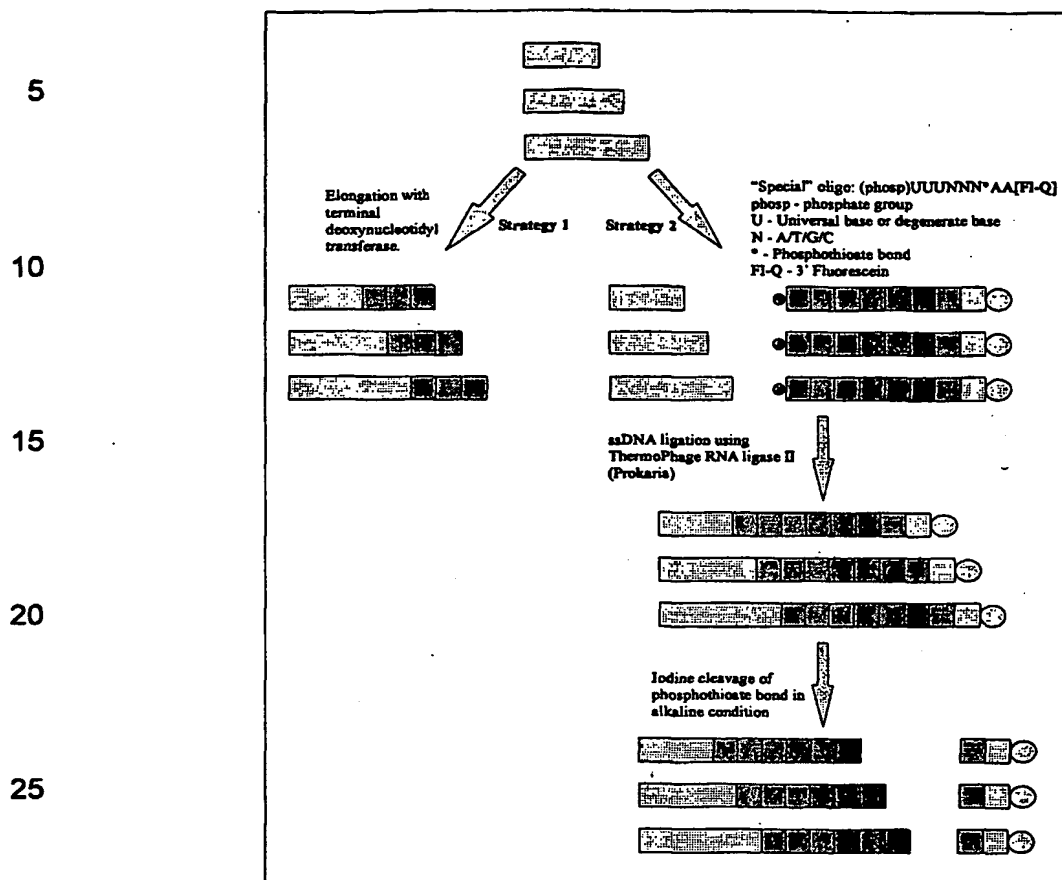 5
Elongation with
terminal
deoxynucleotidyl
transferase.
Strategy 1
Strategy 2
"Special" oligo: (phosp)UUUNNN*AA[Fl-Q]
phosp - phosphate group
U - Universal base or degenerate base
N - A/T/G/C
* - Phosphothioate bond
Fl-Q - 3' Fluorescein
10
15
ssDNA ligation using
ThermoPhage RNA ligase II
(Prokaria)
20
Iodine cleavage of
phosphothioate bond in
alkaline condition
25